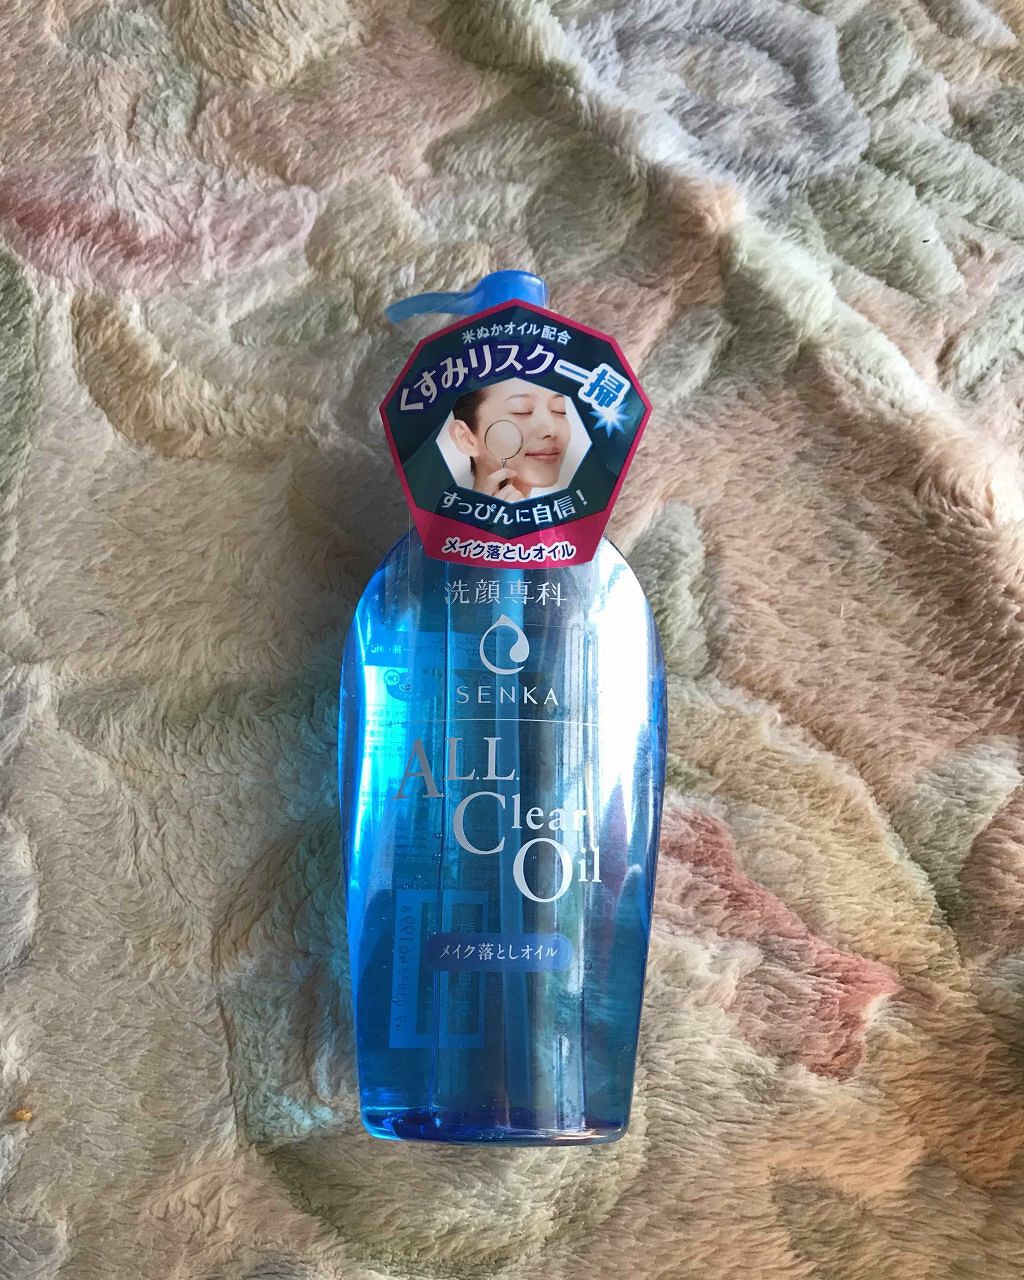 米ぬかオイル配合
くすみリスク一掃
すっぴんに自信！
メイク落としオイル
洗顔専科
SENKA
A.L.L.
Clear
Oil
メイク落としオイル